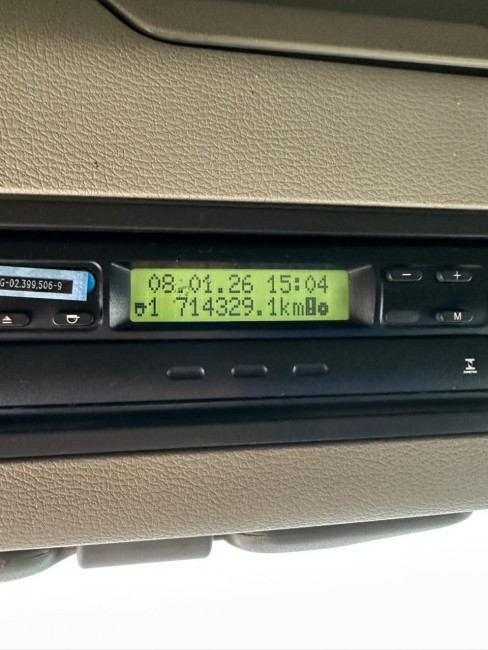 G-02.399.506-9
08.01.26 15:04
1 714329.1km
- +
M